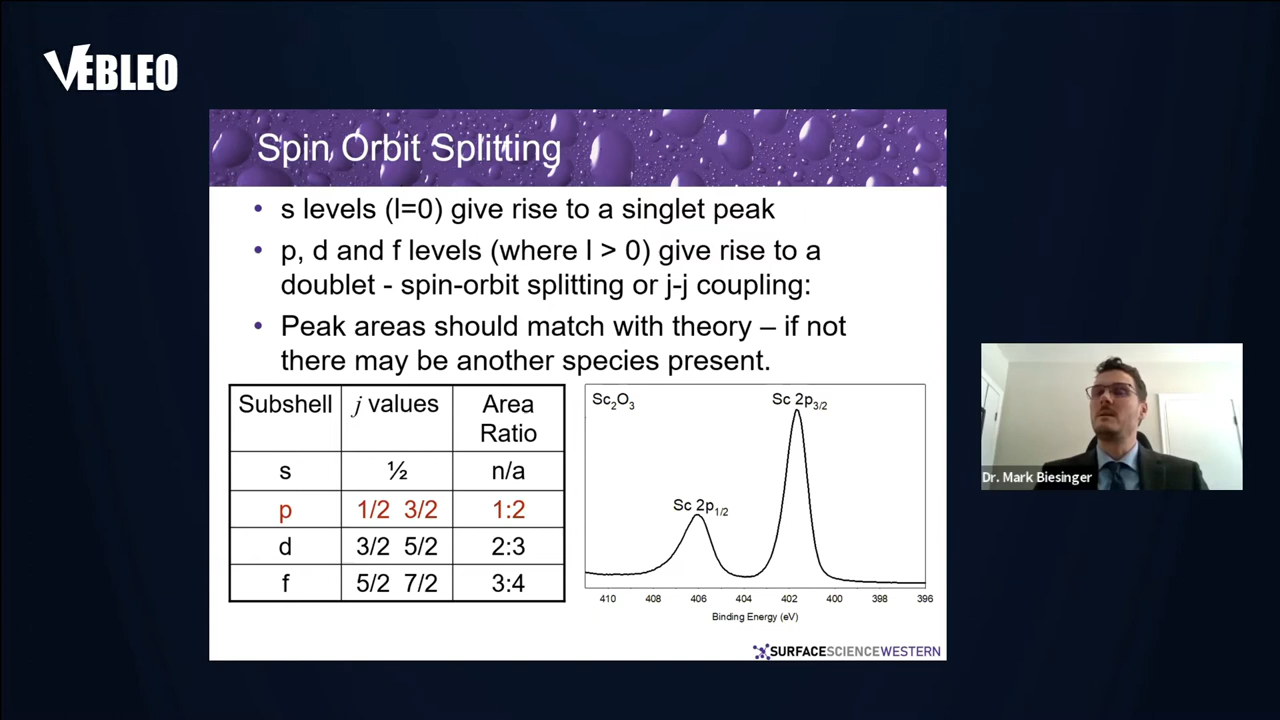 VEBLEO
Spin Orbit Splitting
• s levels (l=0) give rise to a singlet peak
• p, d and f levels (where l > 0) give rise to a
doublet - spin-orbit splitting or j-j coupling:
• Peak areas should match with theory – if not
there may be another species present.
Subshell j values Area
Ratio
s ½ n/a
p 1/2 3/2 1:2
d 3/2 5/2 2:3
f 5/2 7/2 3:4
Sc₂O₃
Sc 2p₃/₂
Sc 2p₁/₂
410 408 406 404 402 400 398 396
Binding Energy (eV)
SURFACESCIENCEWESTERN
Dr. Mark Biesinger